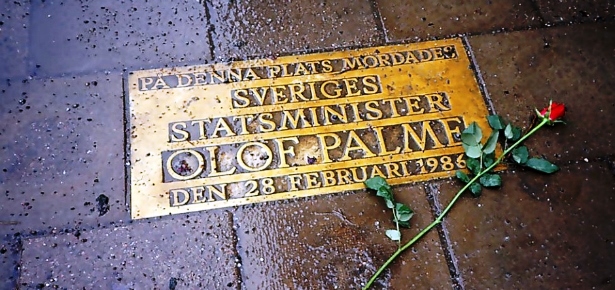 PÅ DENNA PLATS MÖRDADES
SVERIGES
STATSMINISTER
OLOF PALME
DEN 28 FEBRUARI 1986